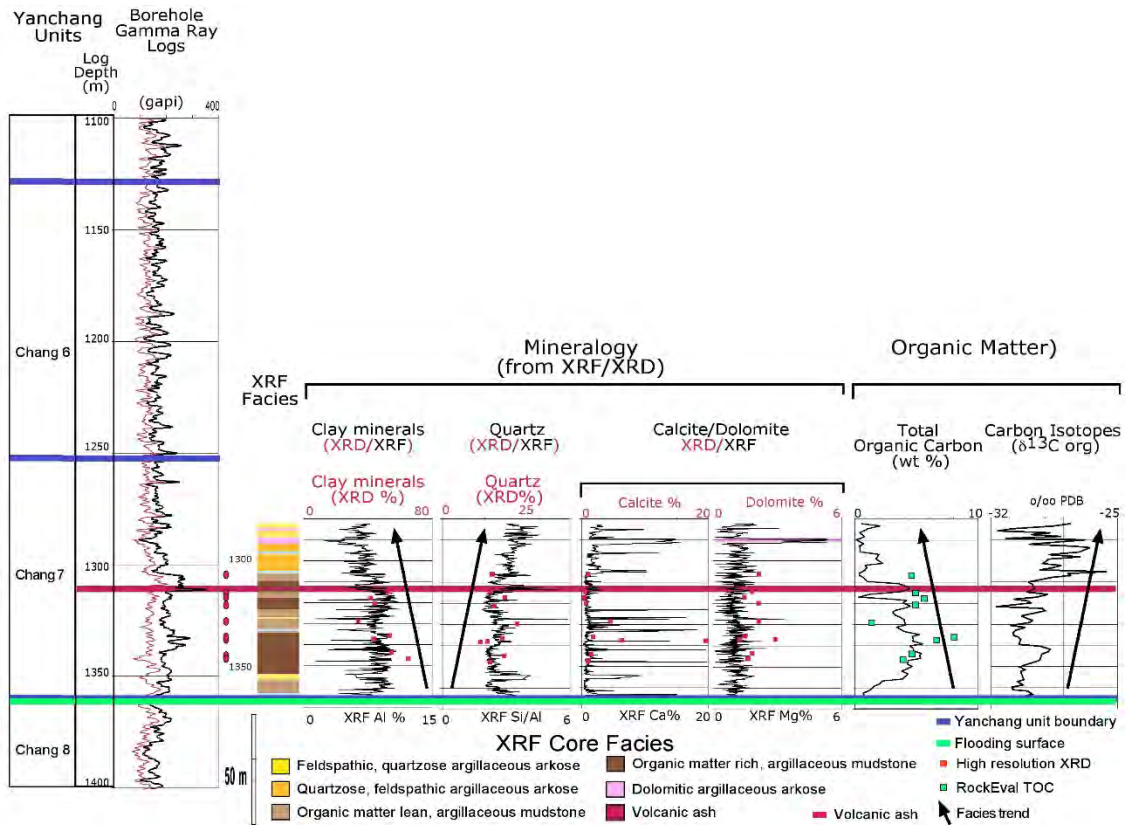 Yanchang
Units
Borehole
Gamma Ray
Logs
Log
Depth
(m)
(gapi)
0
400
1100
1150
1200
1250
1300
1350
1400
Chang 6
Chang7
Chang 8
XRF
Facies
1300
1350
50 m
Mineralogy
(from XRF/XRD)
Organic Matter)
Clay minerals
(XRD/XRF)
Clay minerals
(XRD %)
0 80
0 XRF Al % 15
Quartz
(XRD/XRF)
Quartz
(XRD%)
0 25
0 XRF Si/Al 6
Calcite/Dolomite
XRD/XRF
Calcite %
0 20
0 XRF Ca% 20
Dolomite %
0 6
0 XRF Mg% 6
Total
Organic Carbon
(wt %)
0 10
Carbon Isotopes
(δ13C org)
o/oo PDB
-32 -25
XRF Core Facies
Feldspathic, quartzose argillaceous arkose
Quartzose, feldspathic argillaceous arkose
Organic matter lean, argillaceous mudstone
Organic matter rich, argillaceous mudstone
Dolomitic argillaceous arkose
Volcanic ash
Volcanic ash
Yanchang unit boundary
Flooding surface
High resolution XRD
RockEval TOC
Facies trend